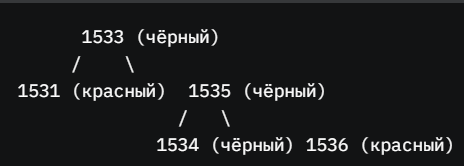 1533 (чёрный)
/ \
1531 (красный) 1535 (чёрный)
/ \
1534 (чёрный) 1536 (красный)